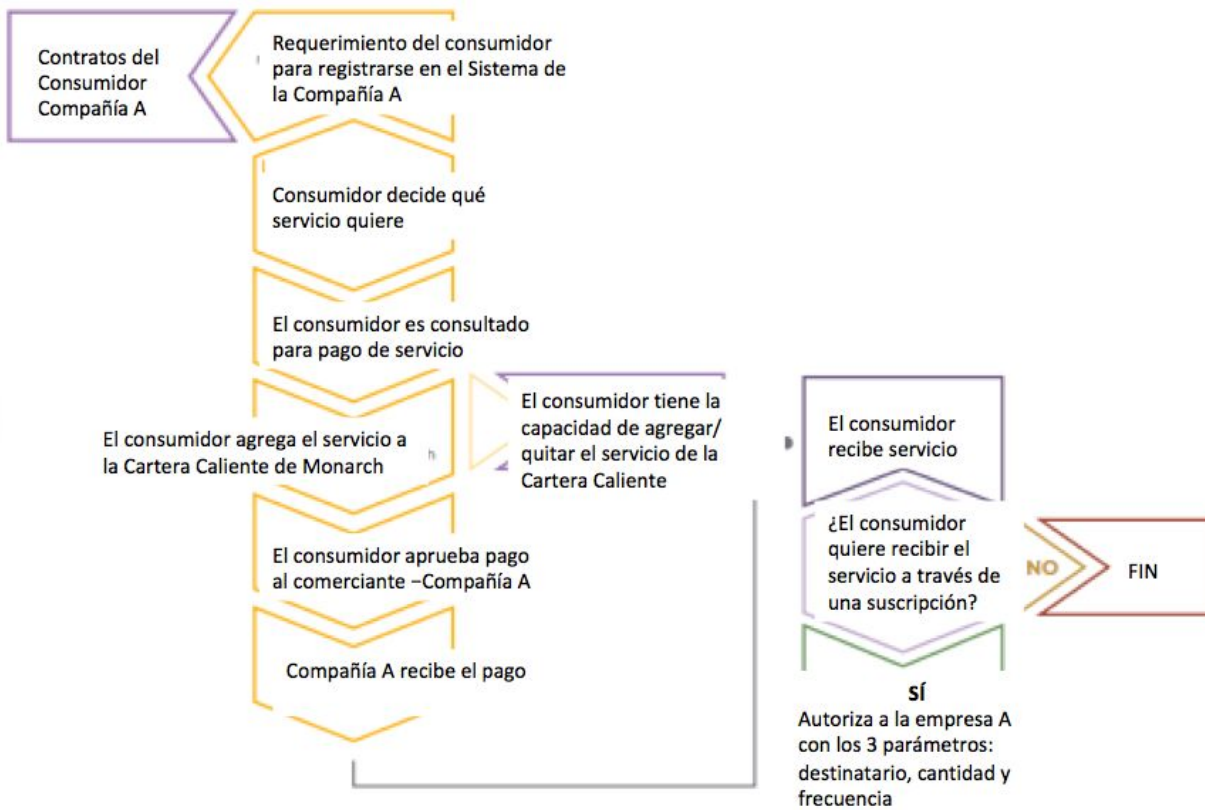 Contratos del
Consumidor
Compañía A
Requerimiento del consumidor
para registrarse en el Sistema de
la Compañía A
Consumidor decide qué
servicio quiere
El consumidor es consultado
para pago de servicio
El consumidor agrega el servicio a
la Cartera Caliente de Monarch
El consumidor tiene la
capacidad de agregar/
quitar el servicio de la
Cartera Caliente
El consumidor aprueba pago
al comerciante –Compañía A
Compañía A recibe el pago
El consumidor
recibe servicio
¿El consumidor
quiere recibir el
servicio a través de
una suscripción?
NO
FIN
SÍ
Autoriza a la empresa A
con los 3 parámetros:
destinatario, cantidad y
frecuencia